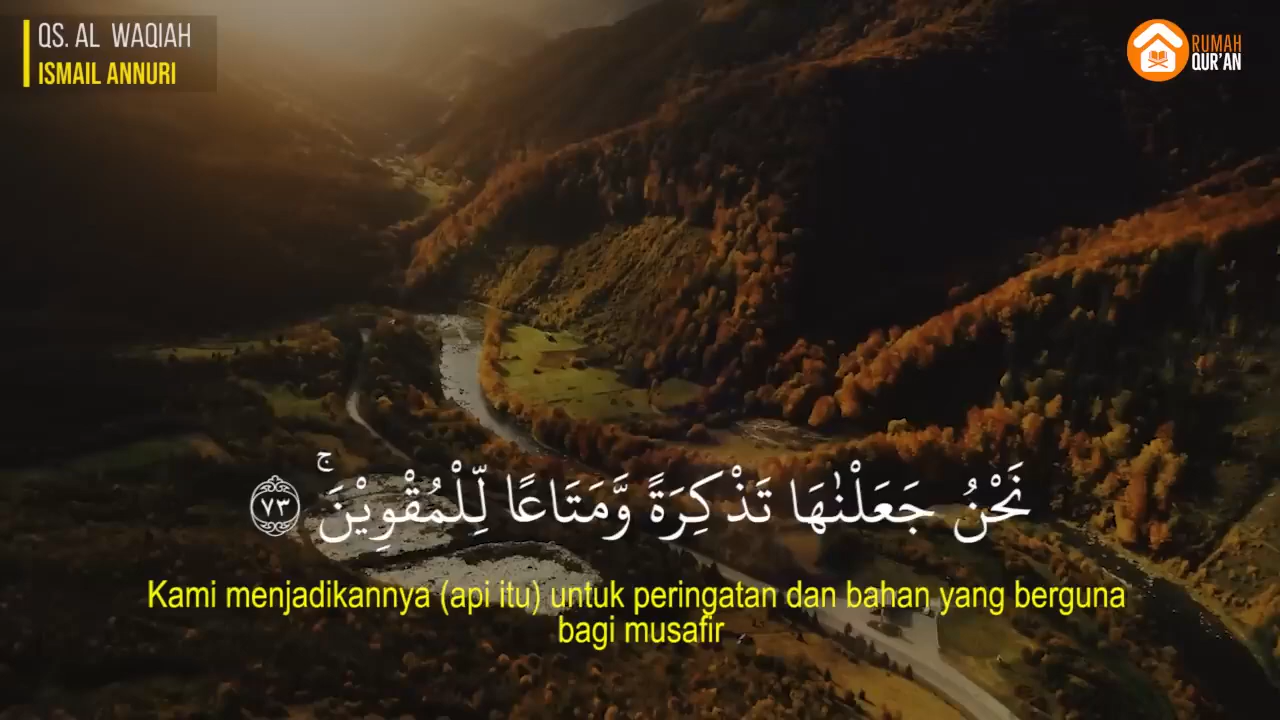 QS. AL WAQIAH
ISMAIL ANNURI
RUMAH
QUR'AN
نَحْنُ جَعَلْنٰهَا تَذْكِرَةً وَّمَتَاعًا لِّلْمُقْوِيْنَۚ ٧٣
Kami menjadikannya (api itu) untuk peringatan dan bahan yang berguna
bagi musafir